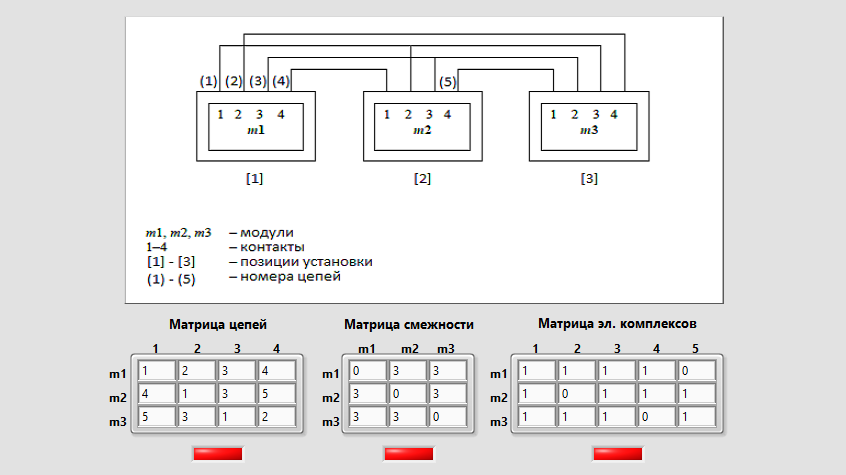 (1) (2) (3) (4) (5)
1 2 3 4 1 2 3 4 1 2 3 4
m1 m2 m3
[1] [2] [3]
m1, m2, m3 – модули
1–4 – контакты
[1] - [3] – позиции установки
(1) - (5) – номера цепей
Матрица цепей
1 2 3 4
m1 1 2 3 4
m2 4 1 3 5
m3 5 3 1 2
Матрица смежности
m1 m2 m3
m1 0 3 3
m2 3 0 3
m3 3 3 0
Матрица эл. комплексов
1 2 3 4 5
m1 1 1 1 1 0
m2 1 0 1 1 1
m3 1 1 1 0 1